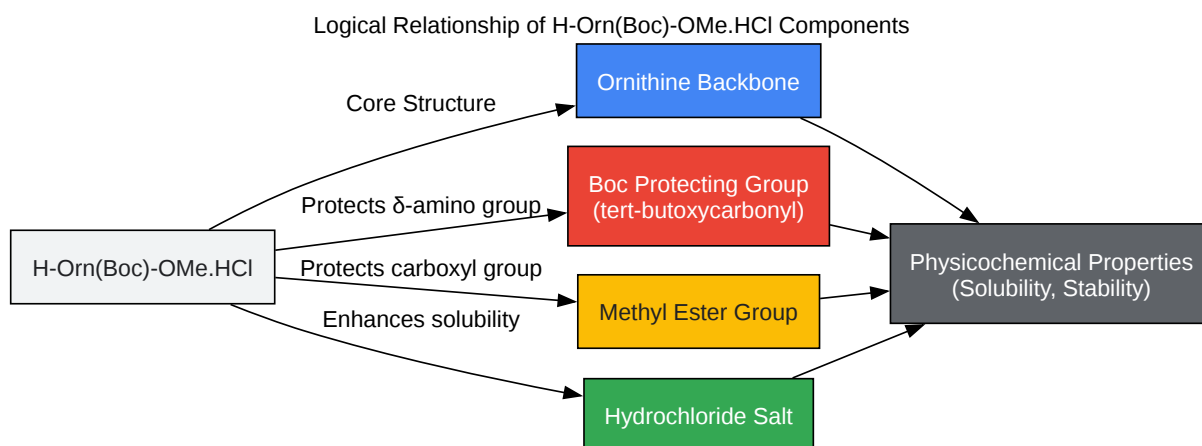 Logical Relationship of H-Orn(Boc)-OMe.HCl Components
Ornithine Backbone
Core Structure
Boc Protecting Group
(tert-butoxycarbonyl)
Protects δ-amino group
H-Orn(Boc)-OMe.HCl
Protects carboxyl group
Physicochemical Properties
(Solubility, Stability)
Methyl Ester Group
Enhances solubility
Hydrochloride Salt